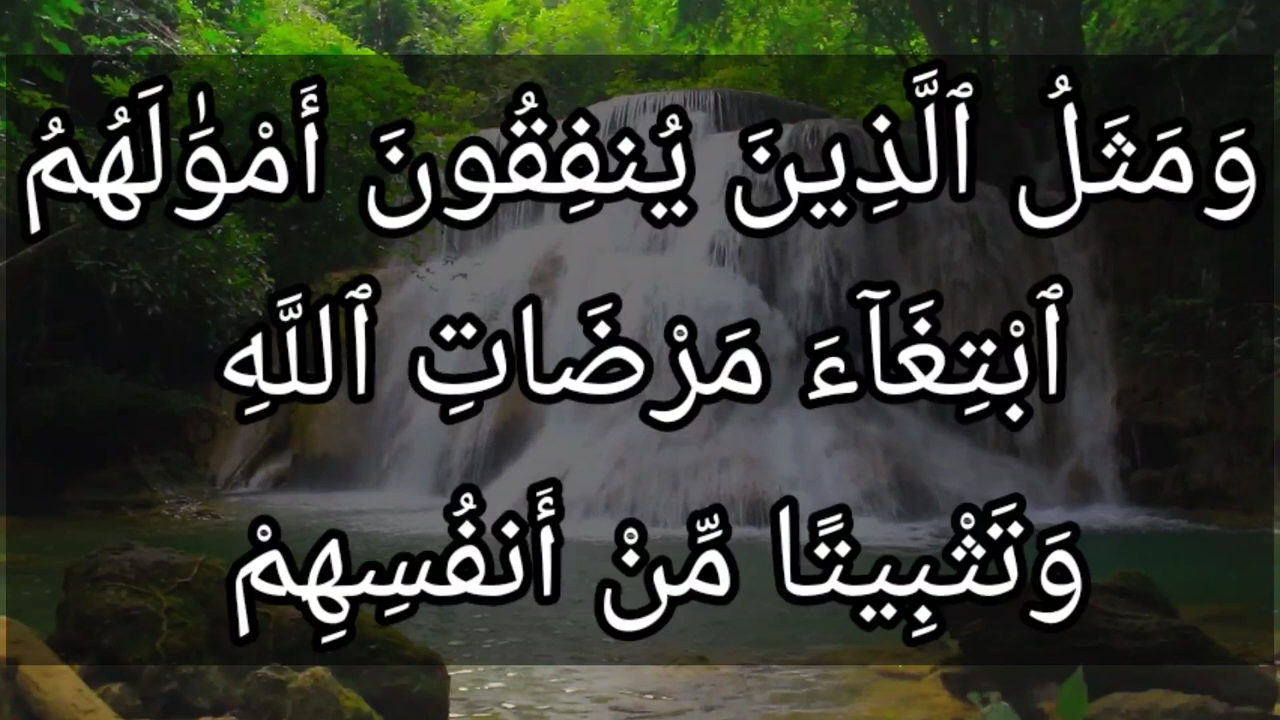 وَمَثَلُ ٱلَّذِينَ يُنفِقُونَ أَمْوَٰلَهُمُ
ٱبْتِغَآءَ مَرْضَاتِ ٱللَّهِ
وَتَثْبِيتًا مِّنْ أَنفُسِهِمْ